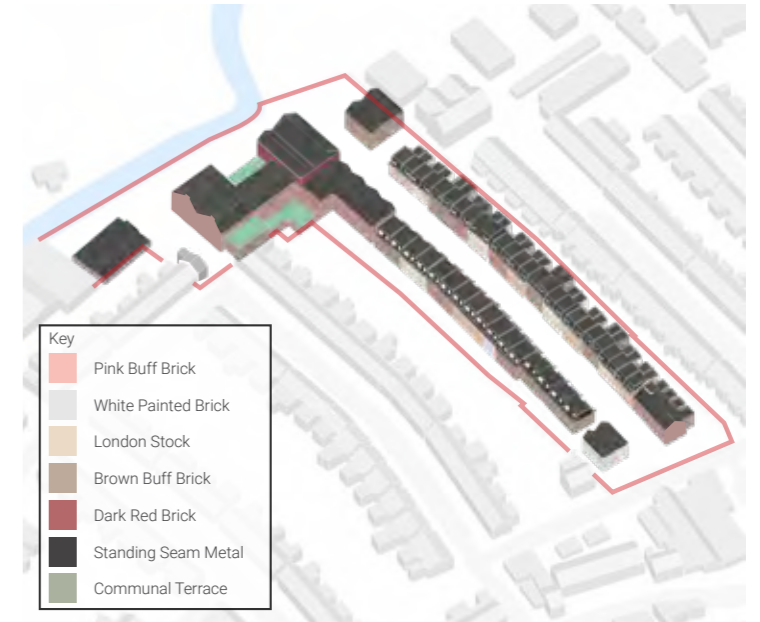 Key
Pink Buff Brick
White Painted Brick
London Stock
Brown Buff Brick
Dark Red Brick
Standing Seam Metal
Communal Terrace